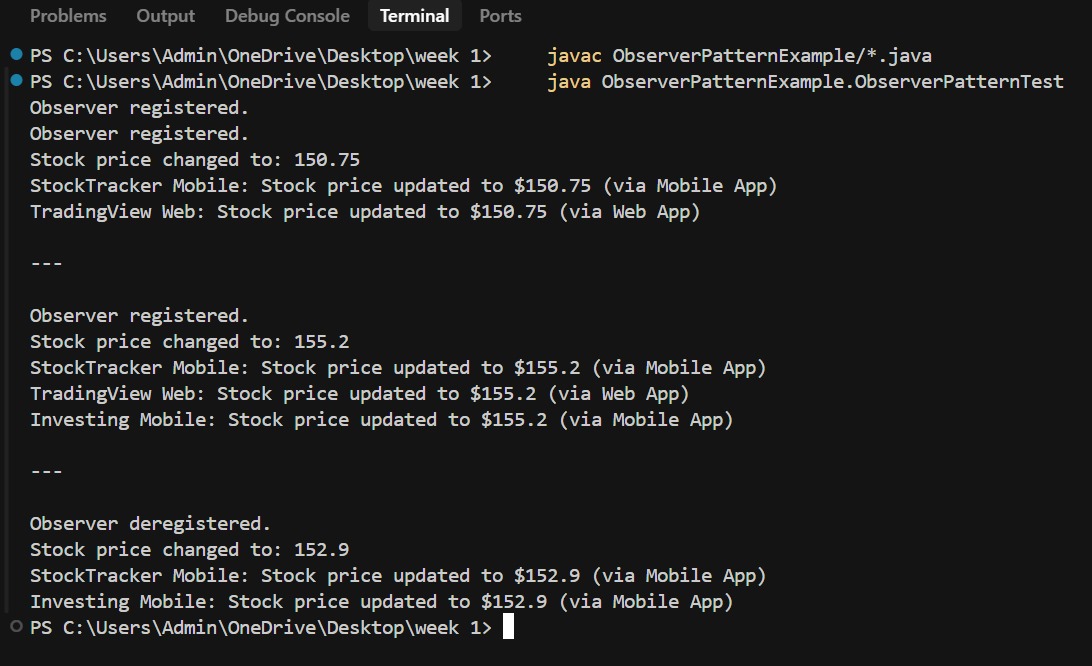 Problems Output Debug Console Terminal Ports
PS C:\Users\Admin\OneDrive\Desktop\week 1> javac ObserverPatternExample/*.java
PS C:\Users\Admin\OneDrive\Desktop\week 1> java ObserverPatternExample.ObserverPatternTest
Observer registered.
Observer registered.
Stock price changed to: 150.75
StockTracker Mobile: Stock price updated to $150.75 (via Mobile App)
TradingView Web: Stock price updated to $150.75 (via Web App)
---
Observer registered.
Stock price changed to: 155.2
StockTracker Mobile: Stock price updated to $155.2 (via Mobile App)
TradingView Web: Stock price updated to $155.2 (via Web App)
Investing Mobile: Stock price updated to $155.2 (via Mobile App)
---
Observer deregistered.
Stock price changed to: 152.9
StockTracker Mobile: Stock price updated to $152.9 (via Mobile App)
Investing Mobile: Stock price updated to $152.9 (via Mobile App)
PS C:\Users\Admin\OneDrive\Desktop\week 1>